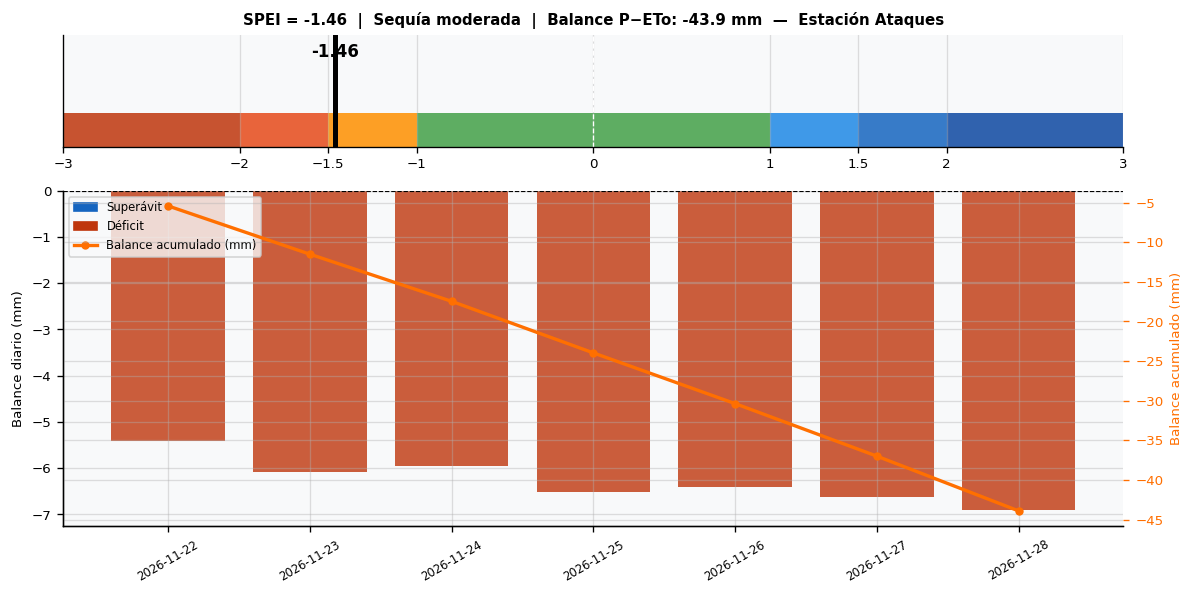 SPEI = -1.46  |  Sequía moderada  |  Balance P−ETo: -43.9 mm  —  Estación Ataques
-1.46
−3 −2 −1.5 −1 0 1 1.5 2 3
Balance diario (mm)
0
−1
−2
−3
−4
−5
−6
−7
Superávit
Déficit
Balance acumulado (mm)
−5
−10
−15
−20
−25
−30
−35
−40
−45
Balance acumulado (mm)
2026-11-22 2026-11-23 2026-11-24 2026-11-25 2026-11-26 2026-11-27 2026-11-28